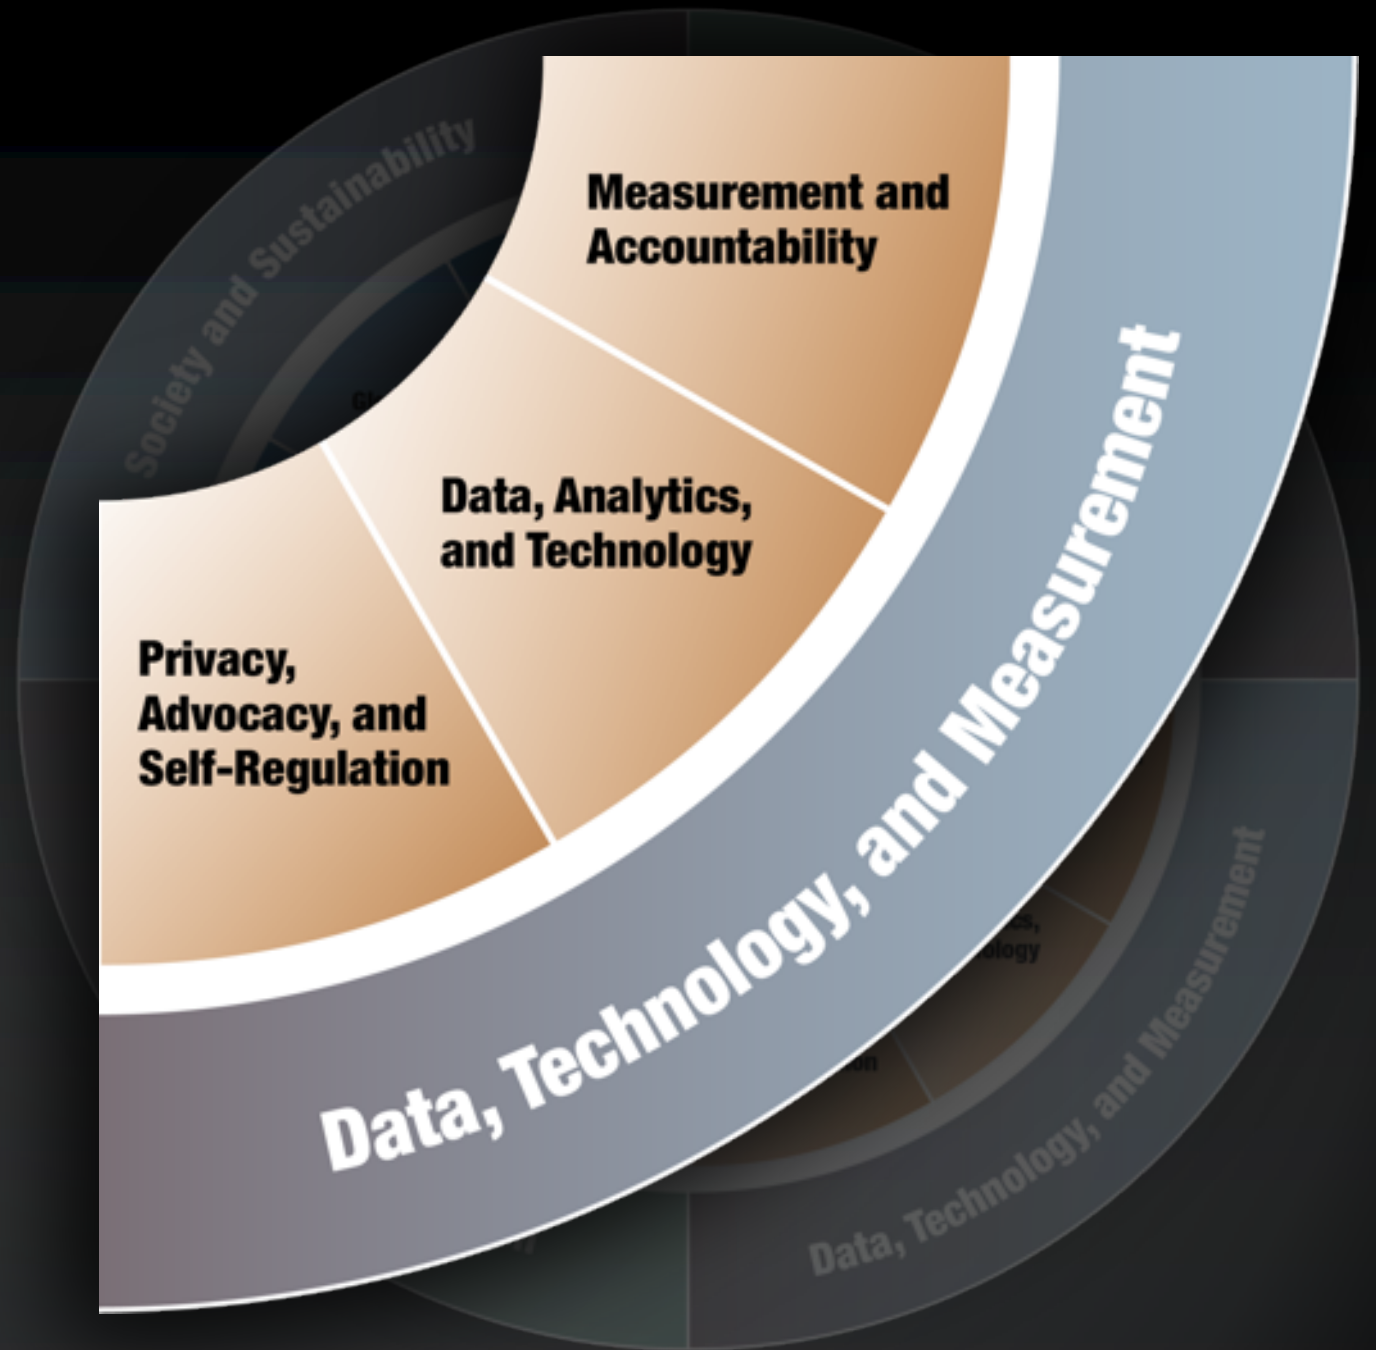 Society and Sustainability
Measurement and
Accountability
Data, Analytics,
and Technology
Privacy,
Advocacy, and
Self-Regulation
Data, Technology, and Measurement
Data, Technology, and Measurement